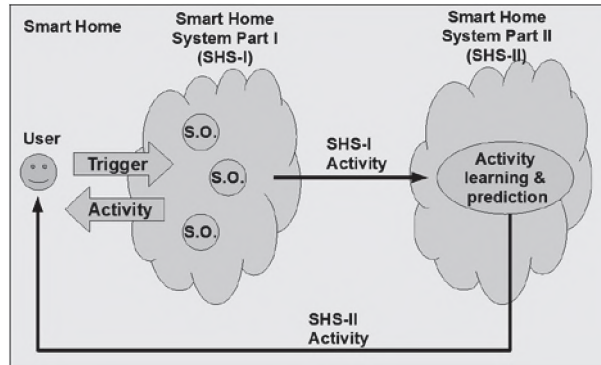 Smart Home
Smart Home
System Part I
(SHS-I)
Smart Home
System Part II
(SHS-II)
User
Trigger
Activity
S.O.
S.O.
S.O.
SHS-I
Activity
Activity
learning &
prediction
SHS-II
Activity